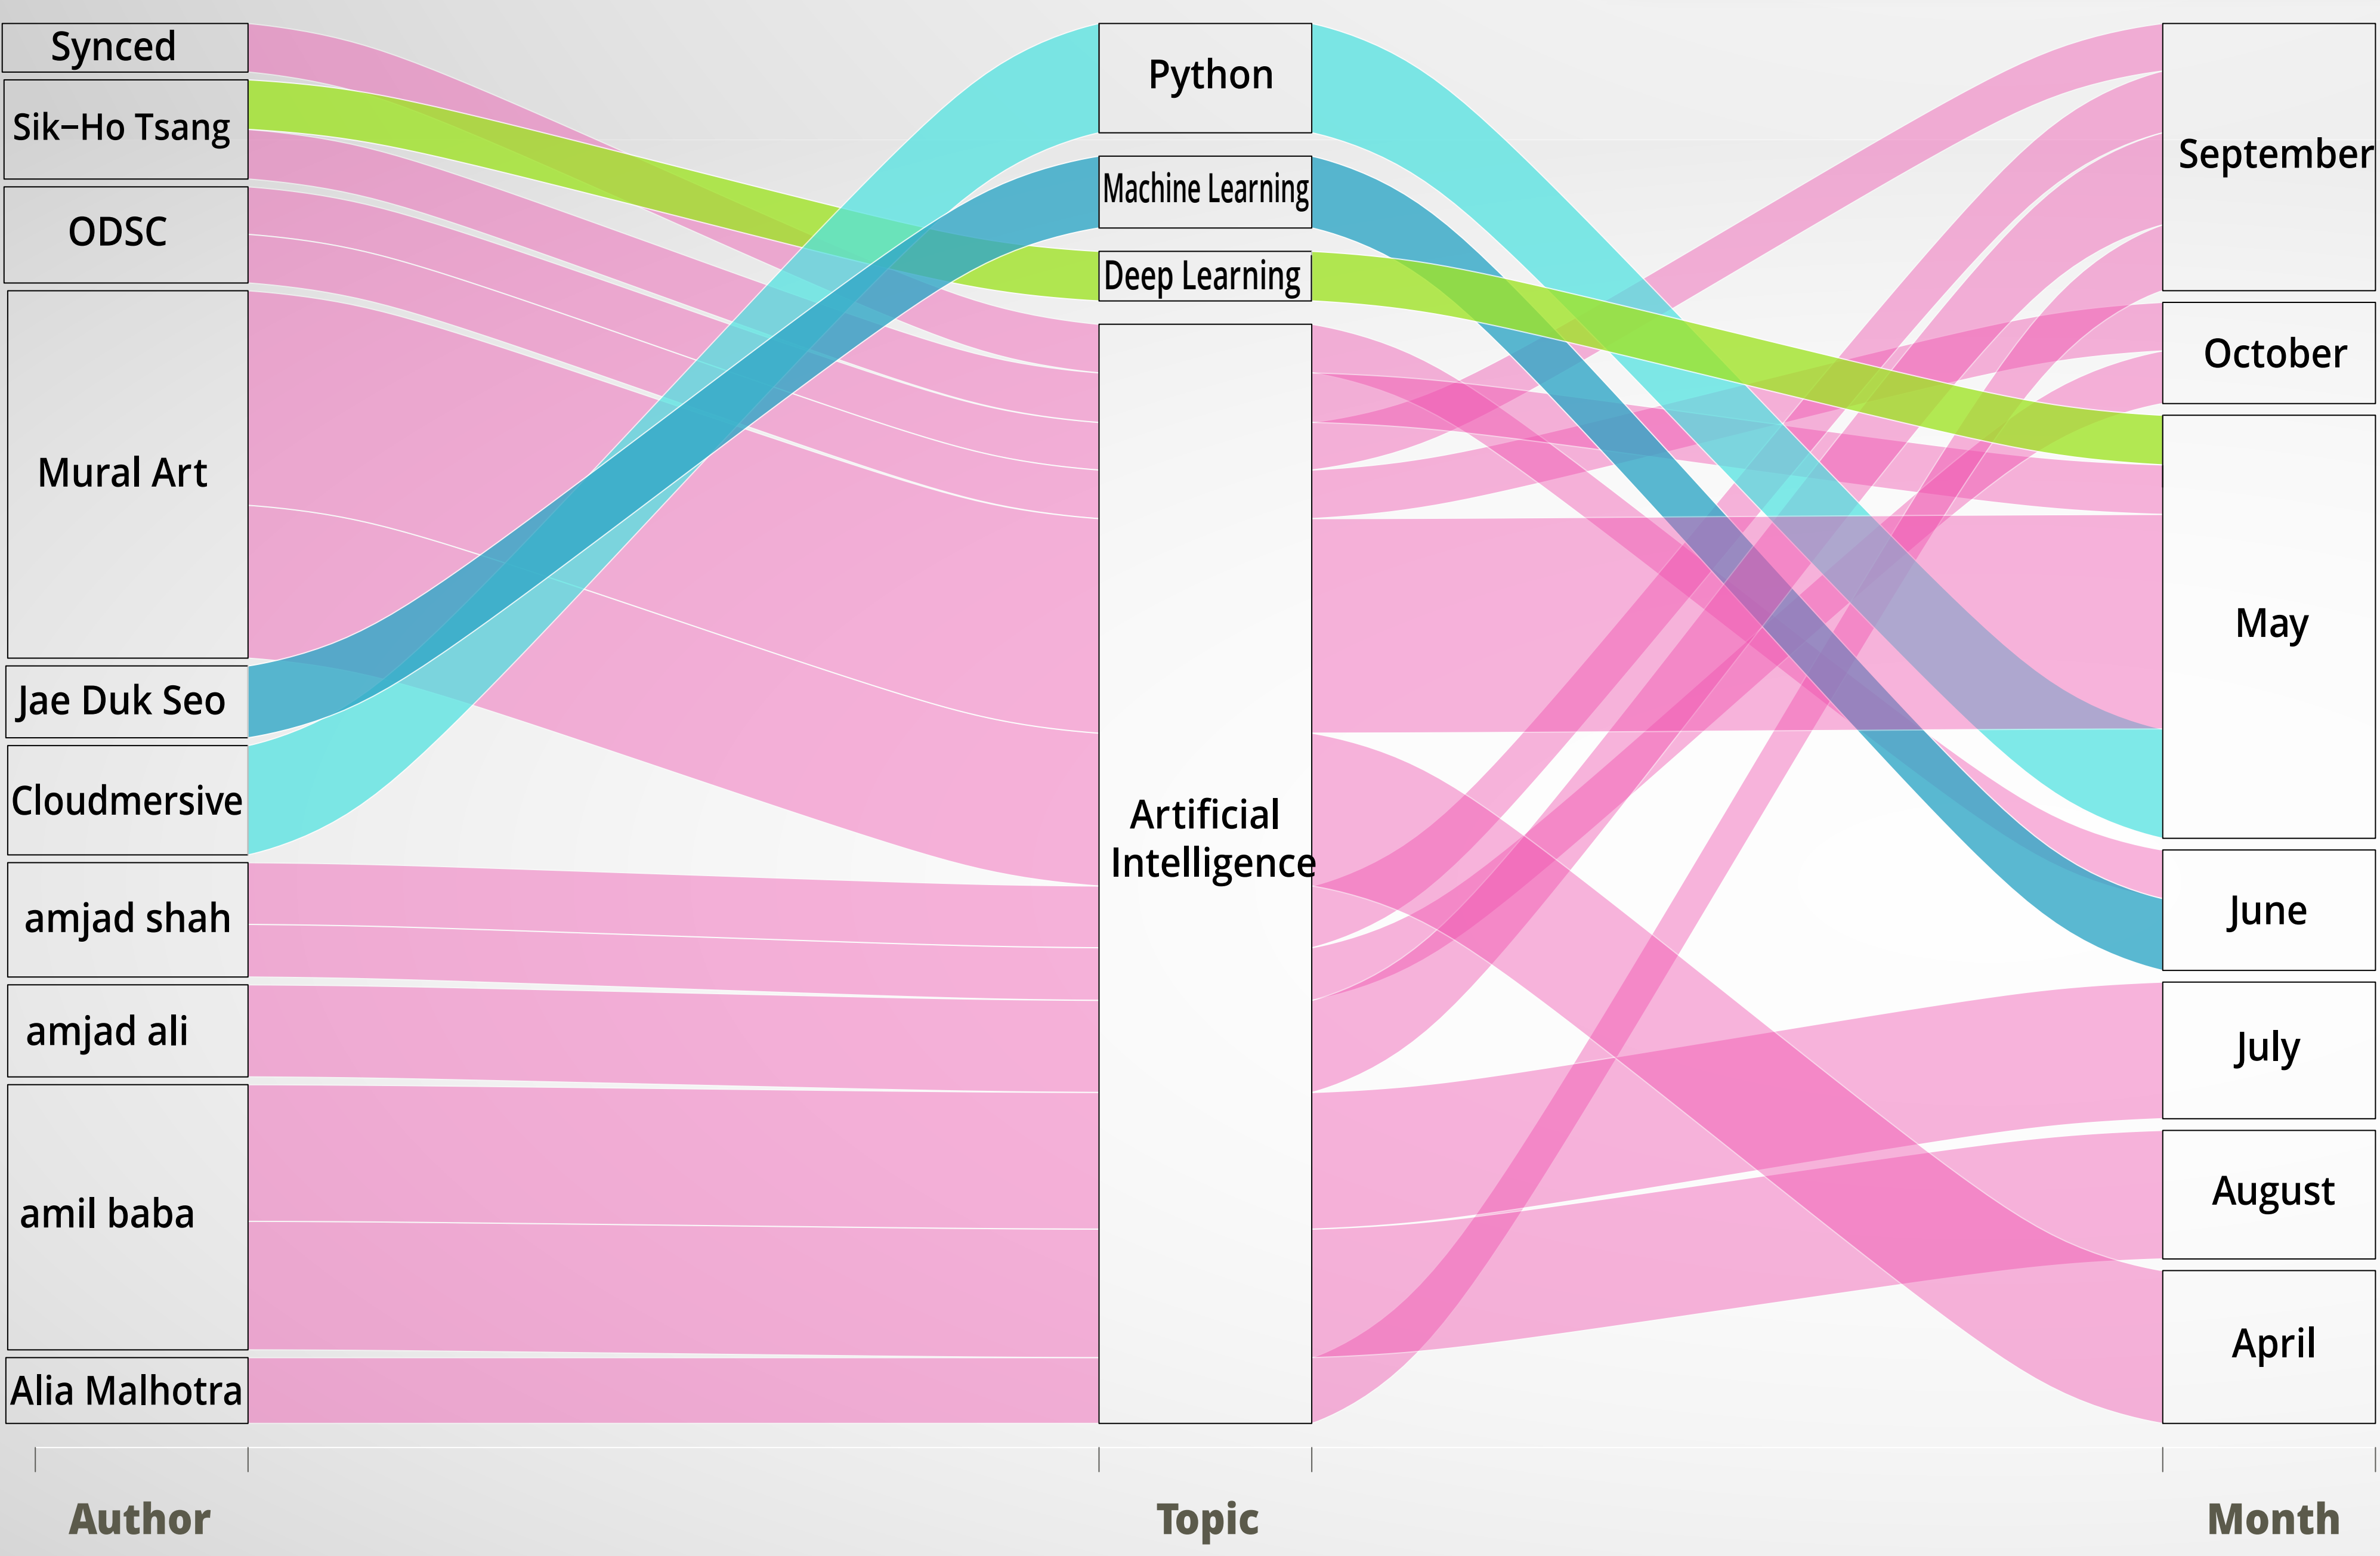 Synced
Sik−Ho Tsang
ODSC
Mural Art
Jae Duk Seo
Cloudmersive
amjad shah
amjad ali
amil baba
Alia Malhotra
Python
Machine Learning
Deep Learning
Artificial
Intelligence
September
October
May
June
July
August
April
Author
Topic
Month